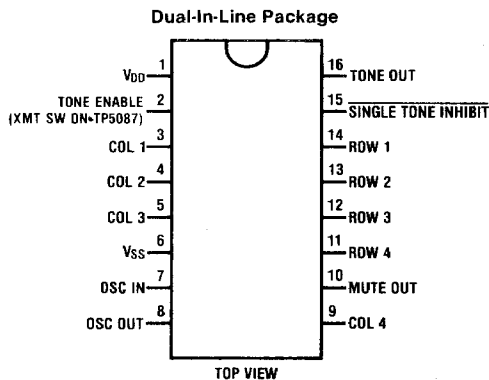 Dual-In-Line Package
VDD 1
TONE ENABLE 2
(XMT SW ON•TP5087)
COL 1 3
COL 2 4
COL 3 5
VSS 6
OSC IN 7
OSC OUT 8
16 TONE OUT
15 SINGLE TONE INHIBIT
14 ROW 1
13 ROW 2
12 ROW 3
11 ROW 4
10 MUTE OUT
9 COL 4
TOP VIEW